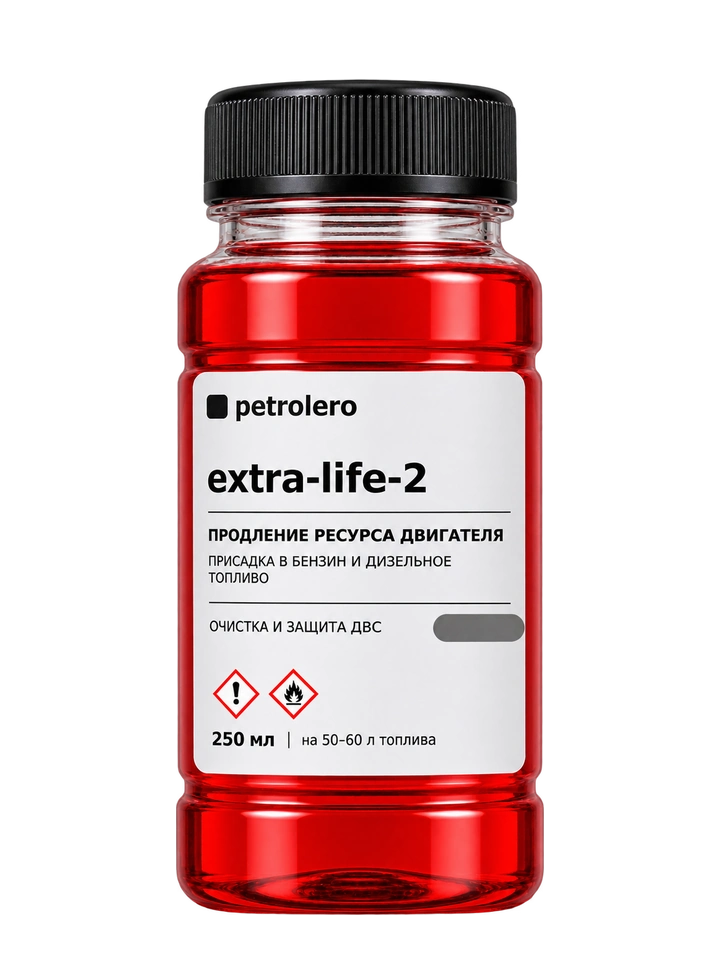 petrolero
extra-life-2
ПРОДЛЕНИЕ РЕСУРСА ДВИГАТЕЛЯ
ПРИСАДКА В БЕНЗИН И ДИЗЕЛЬНОЕ
ТОПЛИВО
ОЧИСТКА И ЗАЩИТА ДВС
250 мл | на 50–60 л топлива